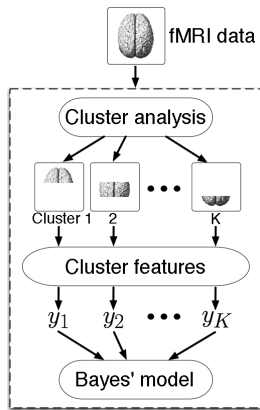 fMRI data
Cluster analysis
Cluster 1 2 ••• K
Cluster features
y1 y2 ••• yK
Bayes' model